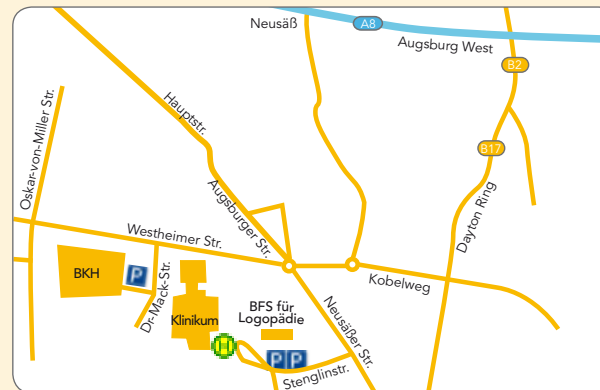 Neusäß
A8
Augsburg West
B2
Hauptstr.
Oskar-von-Miller Str.
B17
Augsburger Str.
Dayton Ring
Westheimer Str.
BKH
P
Dr-Mack-Str.
Kobelweg
Klinikum
BFS für
Logopädie
Neusäßer Str.
H
P P
Stenglinstr.